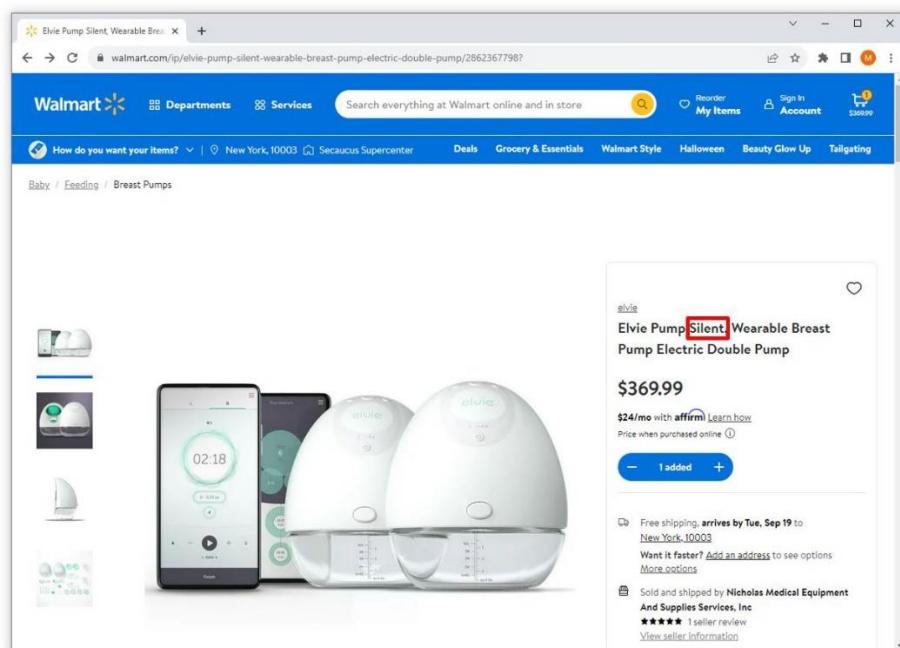 Elvie Pump Silent, Wearable Brea
walmart.com/ip/elvie-pump-silent-wearable-breast-pump-electric-double-pump/2862367798?
M
Walmart
Departments
Services
Search everything at Walmart online and in store
Reorder
My Items
Sign In
Account
1
$369.99
How do you want your items?
New York, 10003
Secaucus Supercenter
Deals
Grocery & Essentials
Walmart Style
Halloween
Beauty Glow Up
Tailgating
Baby / Feeding / Breast Pumps
elvie
Elvie Pump Silent, Wearable Breast
Pump Electric Double Pump
$369.99
$24/mo with affirm Learn how
Price when purchased online
1 added
Free shipping, arrives by Tue, Sep 19 to
New York, 10003
Want it faster? Add an address to see options
More options
Sold and shipped by Nicholas Medical Equipment
And Supplies Services, Inc
1 seller review
View seller information
02:18
elvie
elvie